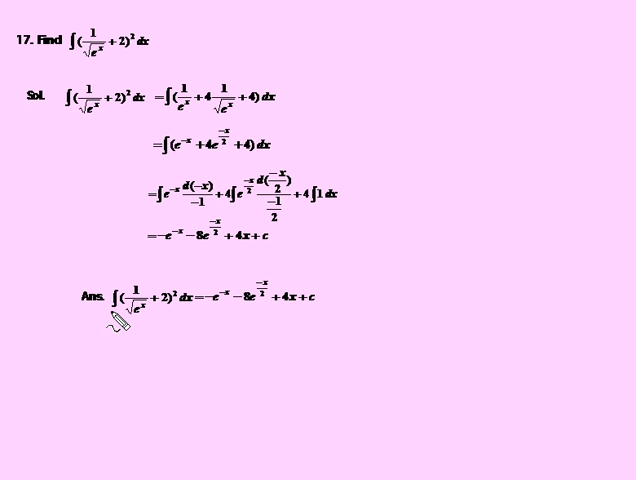 17. Find ∫(1/√(e^x) + 2)² dx
Sol. ∫(1/√(e^x) + 2)² dx = ∫(1/e^x + 4 1/√(e^x) + 4) dx
= ∫(e^(-x) + 4e^(-x/2) + 4) dx
= ∫e^(-x) d(-x)/(-1) + 4∫e^(-x/2) d(-x/2)/(-1/2) + 4∫1 dx
= -e^(-x) - 8e^(-x/2) + 4x + c
Ans. ∫(1/√(e^x) + 2)² dx = -e^(-x) - 8e^(-x/2) + 4x + c